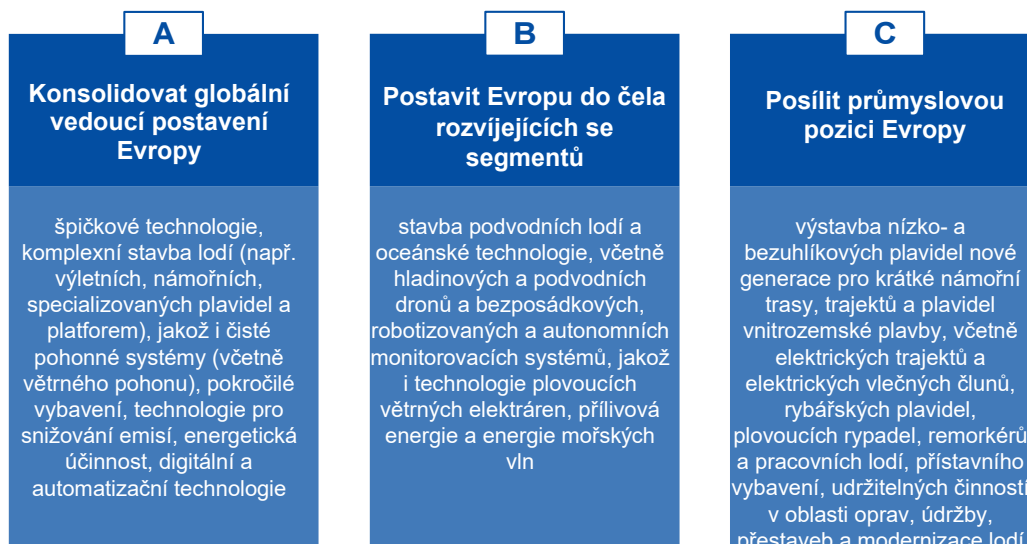 A
Konsolidovat globální
vedoucí postavení
Evropy
špičkové technologie,
komplexní stavba lodí (např.
výletních, námořních,
specializovaných plavidel a
platforem), jakož i čisté
pohonné systémy (včetně
větrného pohonu), pokročilé
vybavení, technologie pro
snižování emisí, energetická
účinnost, digitální a
automatizační technologie
B
Postavit Evropu do čela
rozvíjejících se
segmentů
stavba podvodních lodí a
oceánské technologie, včetně
hladinových a podvodních
dronů a bezposádkových,
robotizovaných a autonomních
monitorovacích systémů, jakož
i technologie plovoucích
větrných elektráren, přílivová
energie a energie mořských
vln
C
Posílit průmyslovou
pozici Evropy
výstavba nízko- a
bezuhlíkových plavidel nové
generace pro krátké námořní
trasy, trajektů a plavidel
vnitrozemské plavby, včetně
elektrických trajektů a
elektrických vlečných člunů,
rybářských plavidel,
plovoucích rypadel, remorkérů
a pracovních lodí, přístavního
vybavení, udržitelných činností
v oblasti oprav, údržby,
přestaveb a modernizace lodí